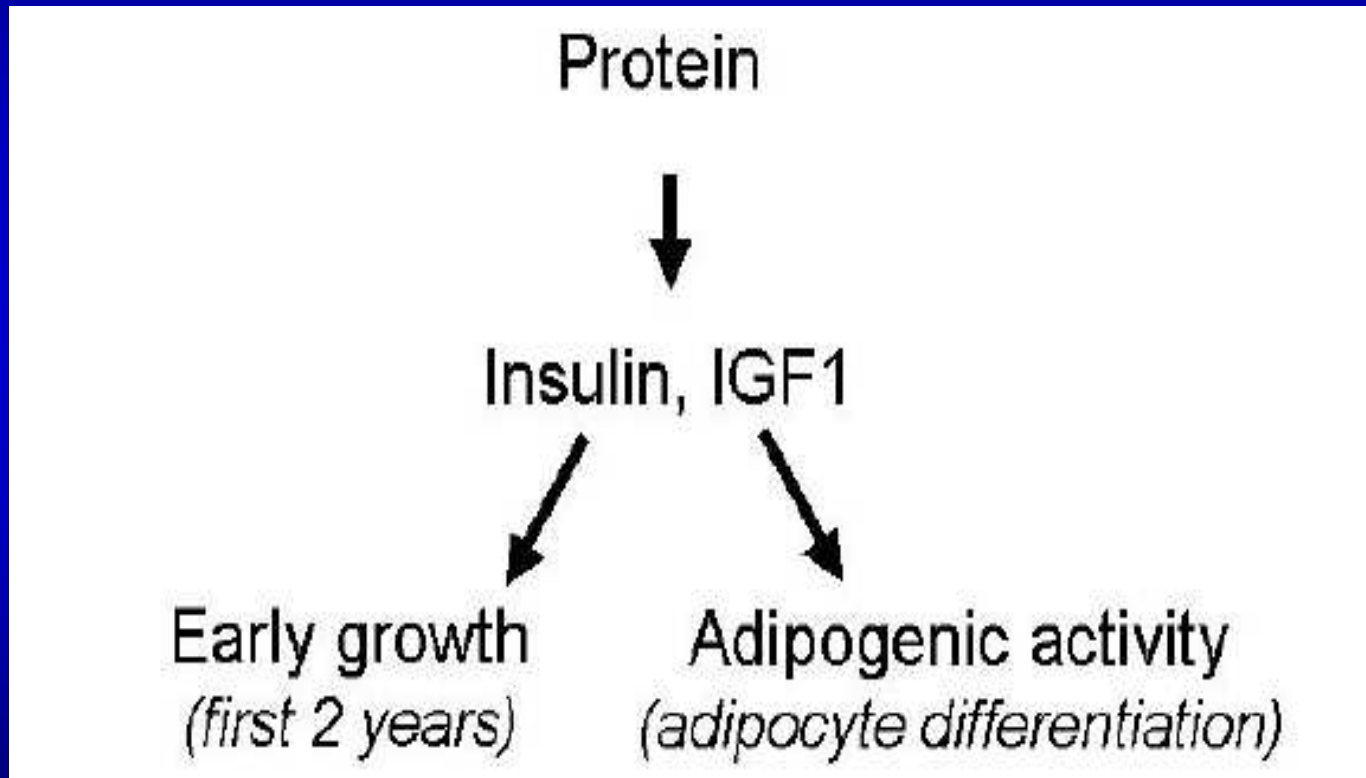 Protein
Insulin, IGF1
Early growth
(first 2 years)
Adipogenic activity
(adipocyte differentiation)